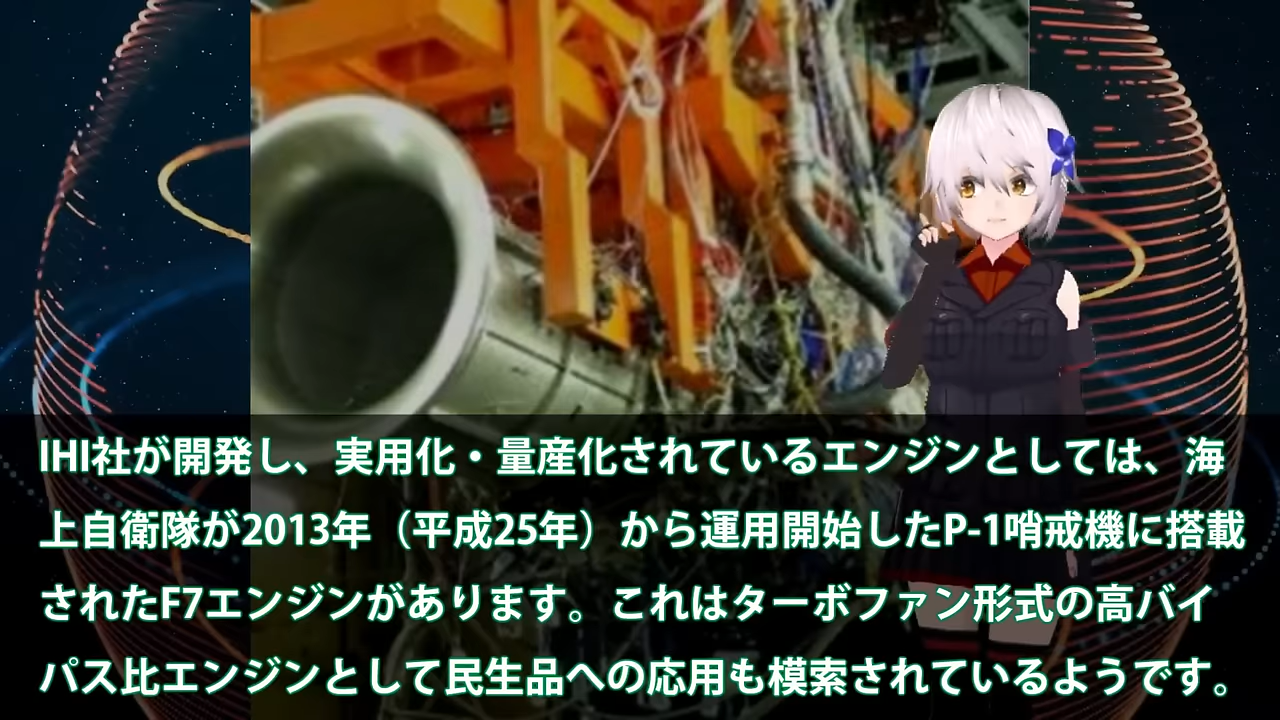 IHI社が開発し、実用化・量産化されているエンジンとしては、海
上自衛隊が2013年（平成25年）から運用開始したP-1哨戒機に搭載
されたF7エンジンがあります。これはターボファン形式の高バイ
パス比エンジンとして民生品への応用も模索されているようです。